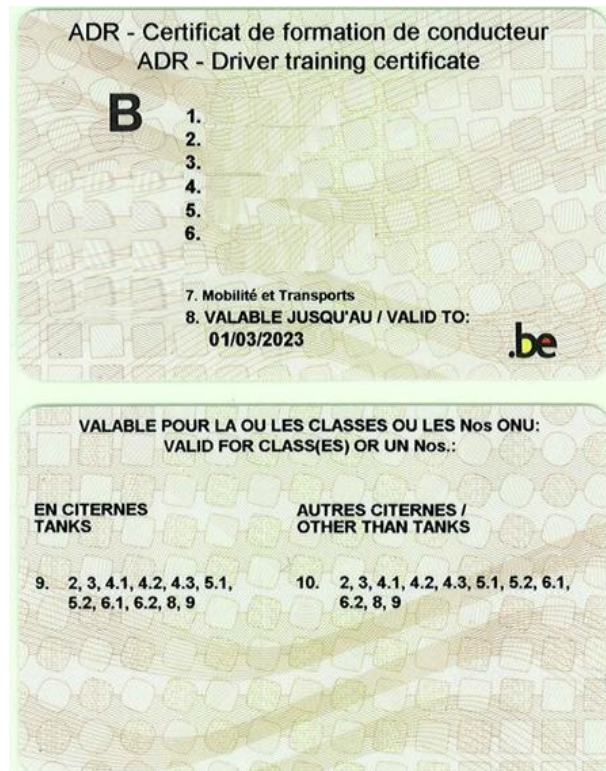 ADR - Certificat de formation de conducteur
ADR - Driver training certificate
B
1.
2.
3.
4.
5.
6.
7. Mobilité et Transports
8. VALABLE JUSQU'AU / VALID TO:
01/03/2023
.be
VALABLE POUR LA OU LES CLASSES OU LES Nos ONU:
VALID FOR CLASS(ES) OR UN Nos.:
EN CITERNES
TANKS
9. 2, 3, 4.1, 4.2, 4.3, 5.1,
5.2, 6.1, 6.2, 8, 9
AUTRES CITERNES /
OTHER THAN TANKS
10. 2, 3, 4.1, 4.2, 4.3, 5.1, 5.2, 6.1,
6.2, 8, 9